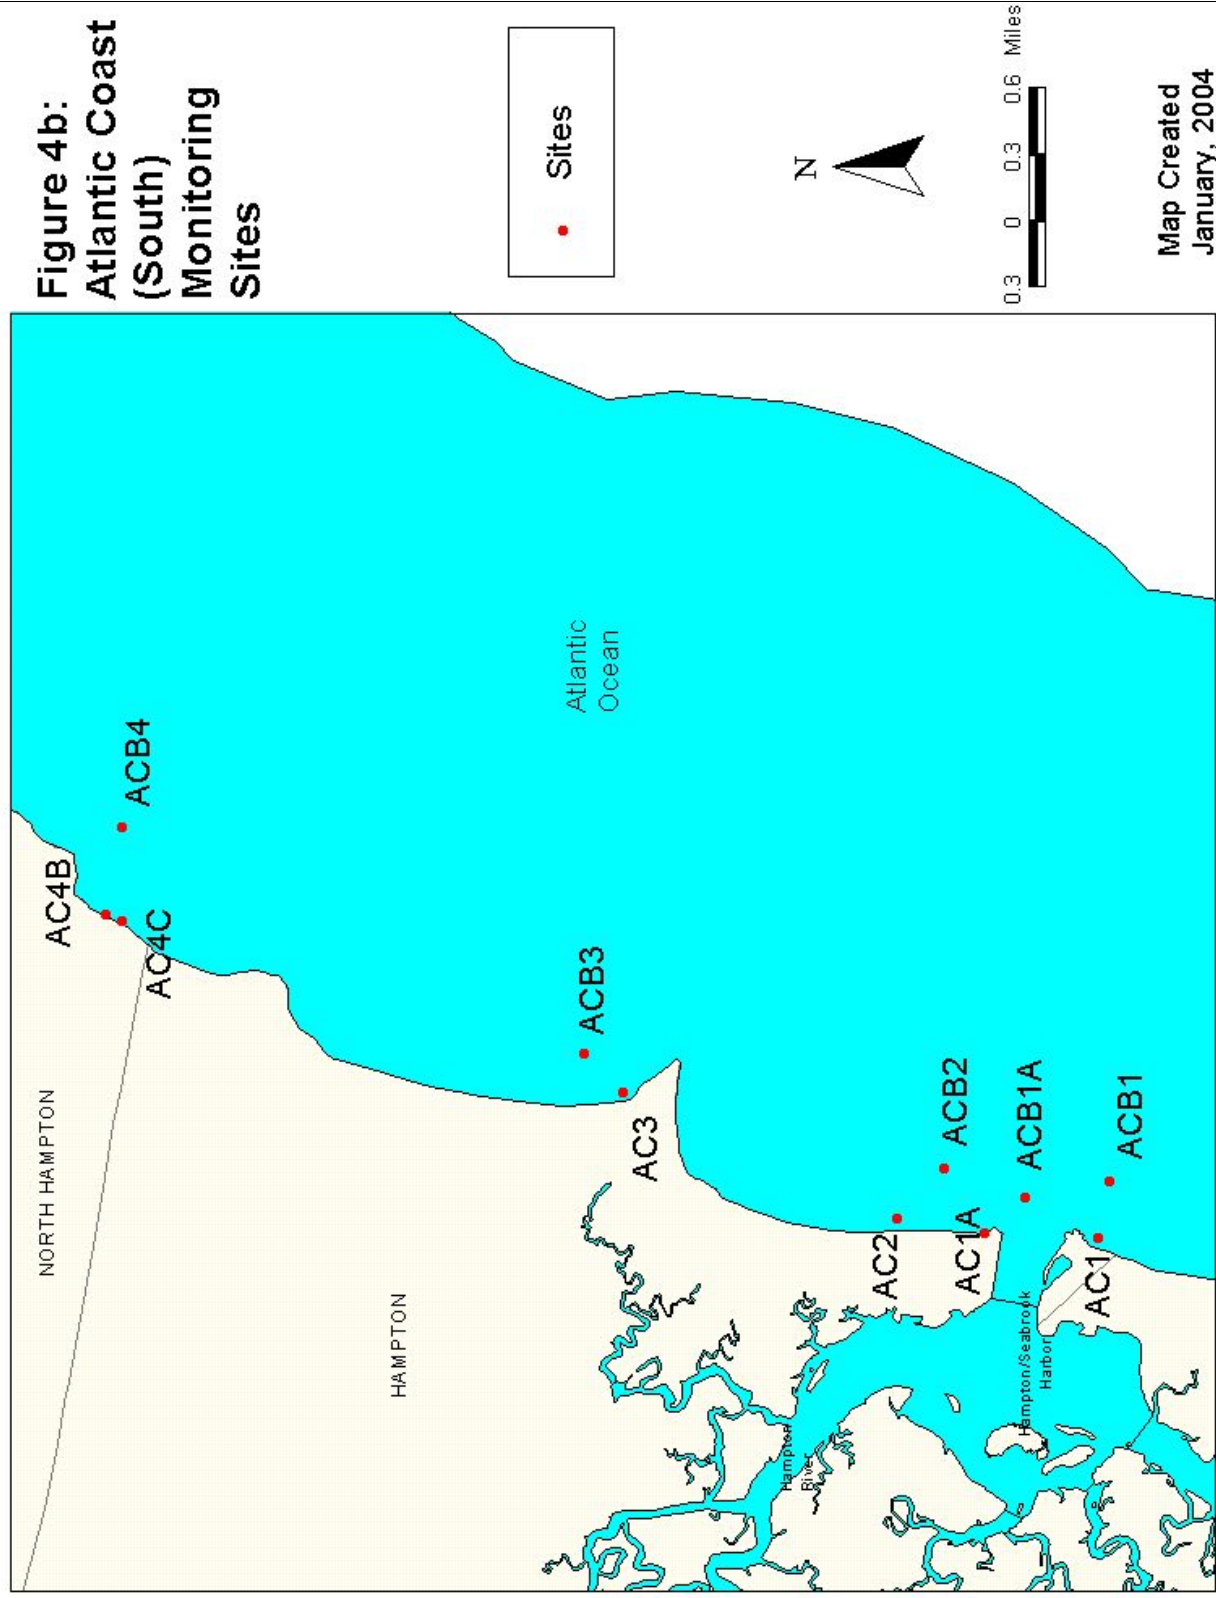 Figure 4b:
Atlantic Coast
(South)
Monitoring
Sites
Sites
N
0.3 0 0.3 0.6 Miles
Map Created
January, 2004
NORTH HAMPTON
AC4B
ACB4
AC4C
HAMPTON
Atlantic
Ocean
ACB3
AC3
Hampton
River
AC2
ACB2
AC1A
ACB1A
Hampton/Seabrook
Harbor
AC1
ACB1